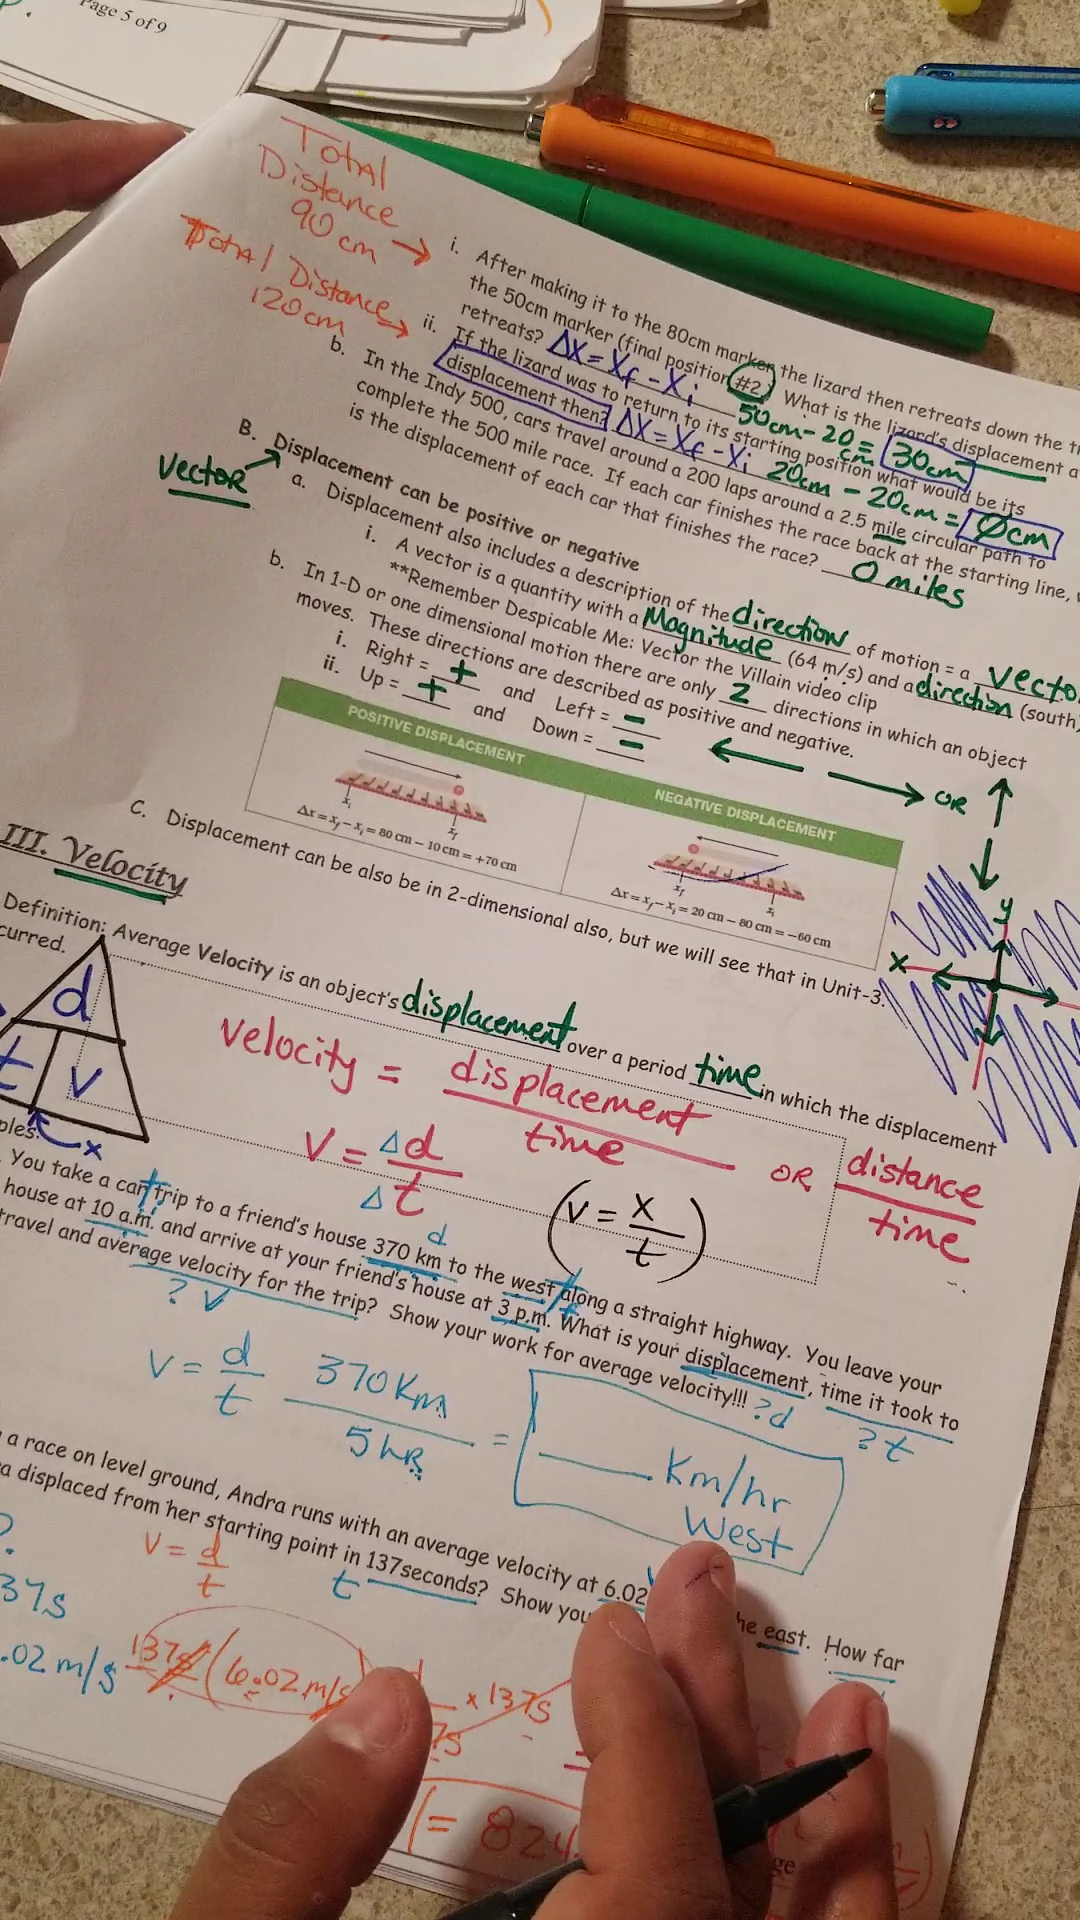 Page 5 of 9
Total
Distance
90 cm →
Total Distance
120cm →
i. After making it to the 80cm marker the lizard then retreats down the
the 50cm marker (final position #2). What is the lizard's displacement
retreats? ΔX = Xf - Xi 50cm - 20cm = 30cm
ii. If the lizard was to return to its starting position what would be its
displacement then? ΔX = Xf - Xi 20cm - 20cm = Øcm
b. In the Indy 500, cars travel around a 200 laps around a 2.5 mile circular path to
complete the 500 mile race. If each car finishes the race back at the starting line,
is the displacement of each car that finishes the race? 0 miles
B. Displacement can be positive or negative
Vector
a. Displacement also includes a description of the direction of motion = a
i. A vector is a quantity with a Magnitude (64 m/s) and a direction (south
**Remember Despicable Me: Vector the Villain video clip
b. In 1-D or one dimensional motion there are only 2 directions in which an object
moves. These directions are described as positive and negative.
i. Right = + and Left = -
ii. Up = + and Down = -
← → OR ↑ ↓
POSITIVE DISPLACEMENT
xi xf
Δx = xf - xi = 80 cm - 10 cm = +70 cm
NEGATIVE DISPLACEMENT
xf xi
Δx = xf - xi = 20 cm - 80 cm = -60 cm
y
x
C. Displacement can be also be in 2-dimensional also, but we will see that in Unit-3.
III. Velocity
Definition: Average Velocity is an object's displacement over a period time in which the displacement
curred.
d
t v
x
velocity = displacement / time OR distance / time
V = Δd / Δt
(v = x / t)
ples:
You take a car trip to a friend's house 370 km to the west along a straight highway. You leave your
house at 10 a.m. and arrive at your friend's house at 3 p.m. What is your displacement, time it took to
travel and average velocity for the trip? Show your work for average velocity!!!
t d t
? V ?d ?t
V = d / t 370 Km / 5 hr = ____ Km/hr
West
a race on level ground, Andra runs with an average velocity at 6.02 he east. How far
a displaced from her starting point in 137seconds? Show you
?.
V = d / t
t
37s
.02 m/s
137s (6.02 m/s
x 137s
= 824